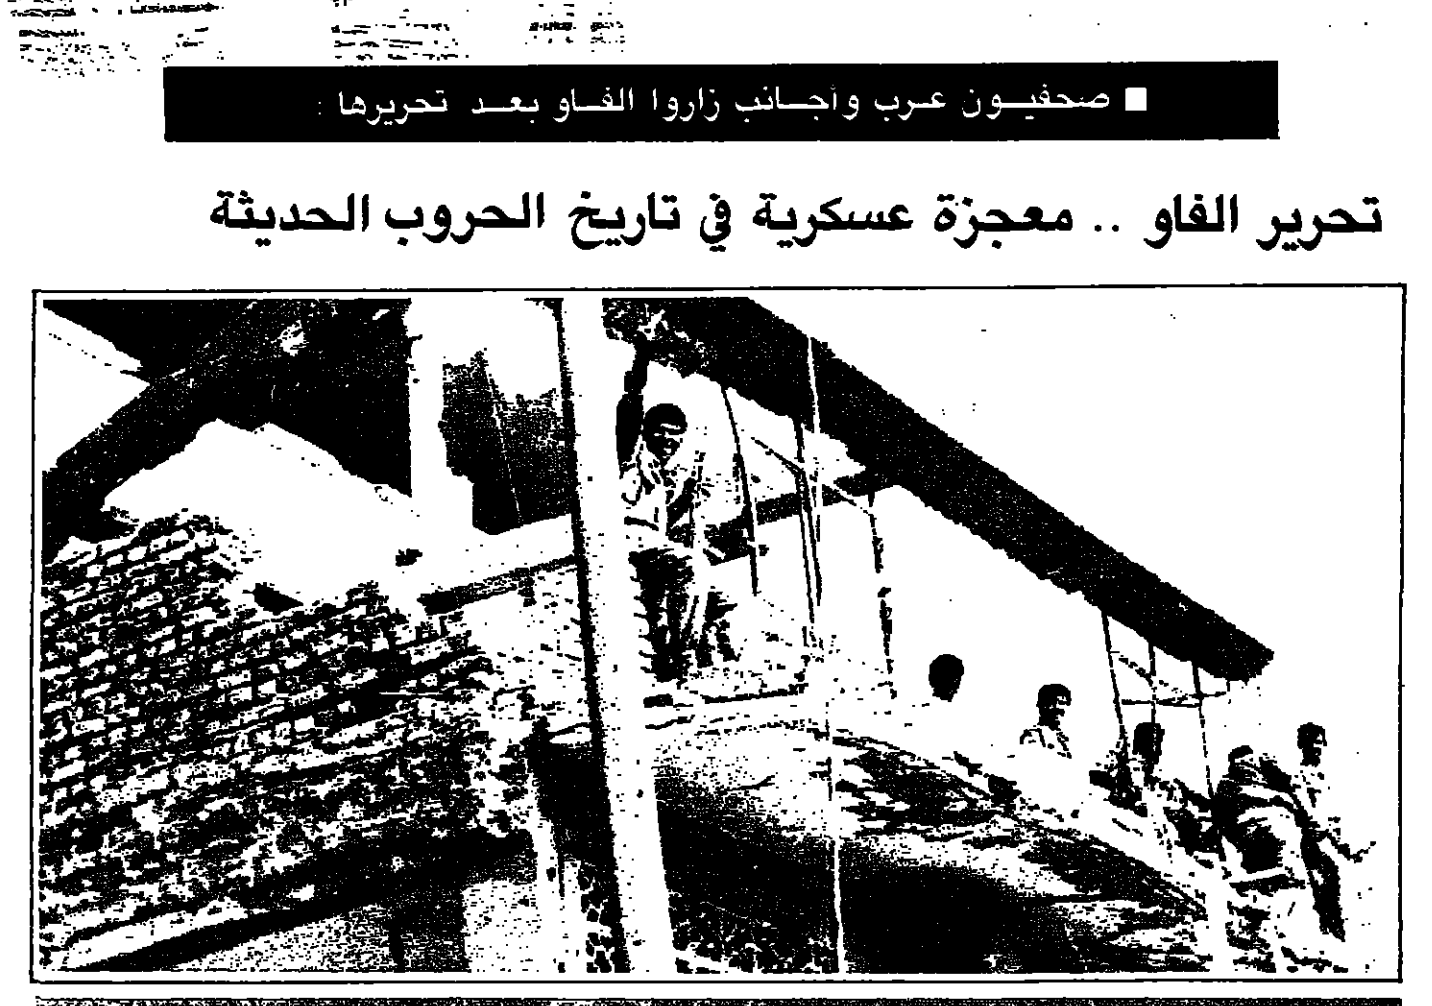 ■ صحفيون عرب وأجانب زاروا الفاو بعد تحريرها :
تحرير الفاو .. معجزة عسكرية في تاريخ الحروب الحديثة